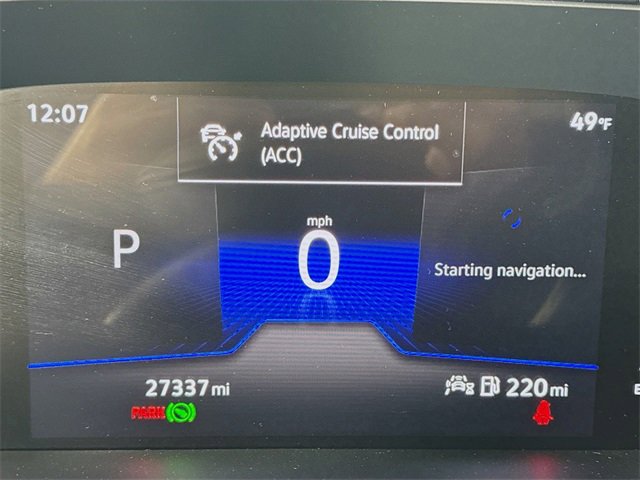 12:07
Adaptive Cruise Control
(ACC)
49°F
mph
P
0
Starting navigation...
27337 mi
220 mi
PARK